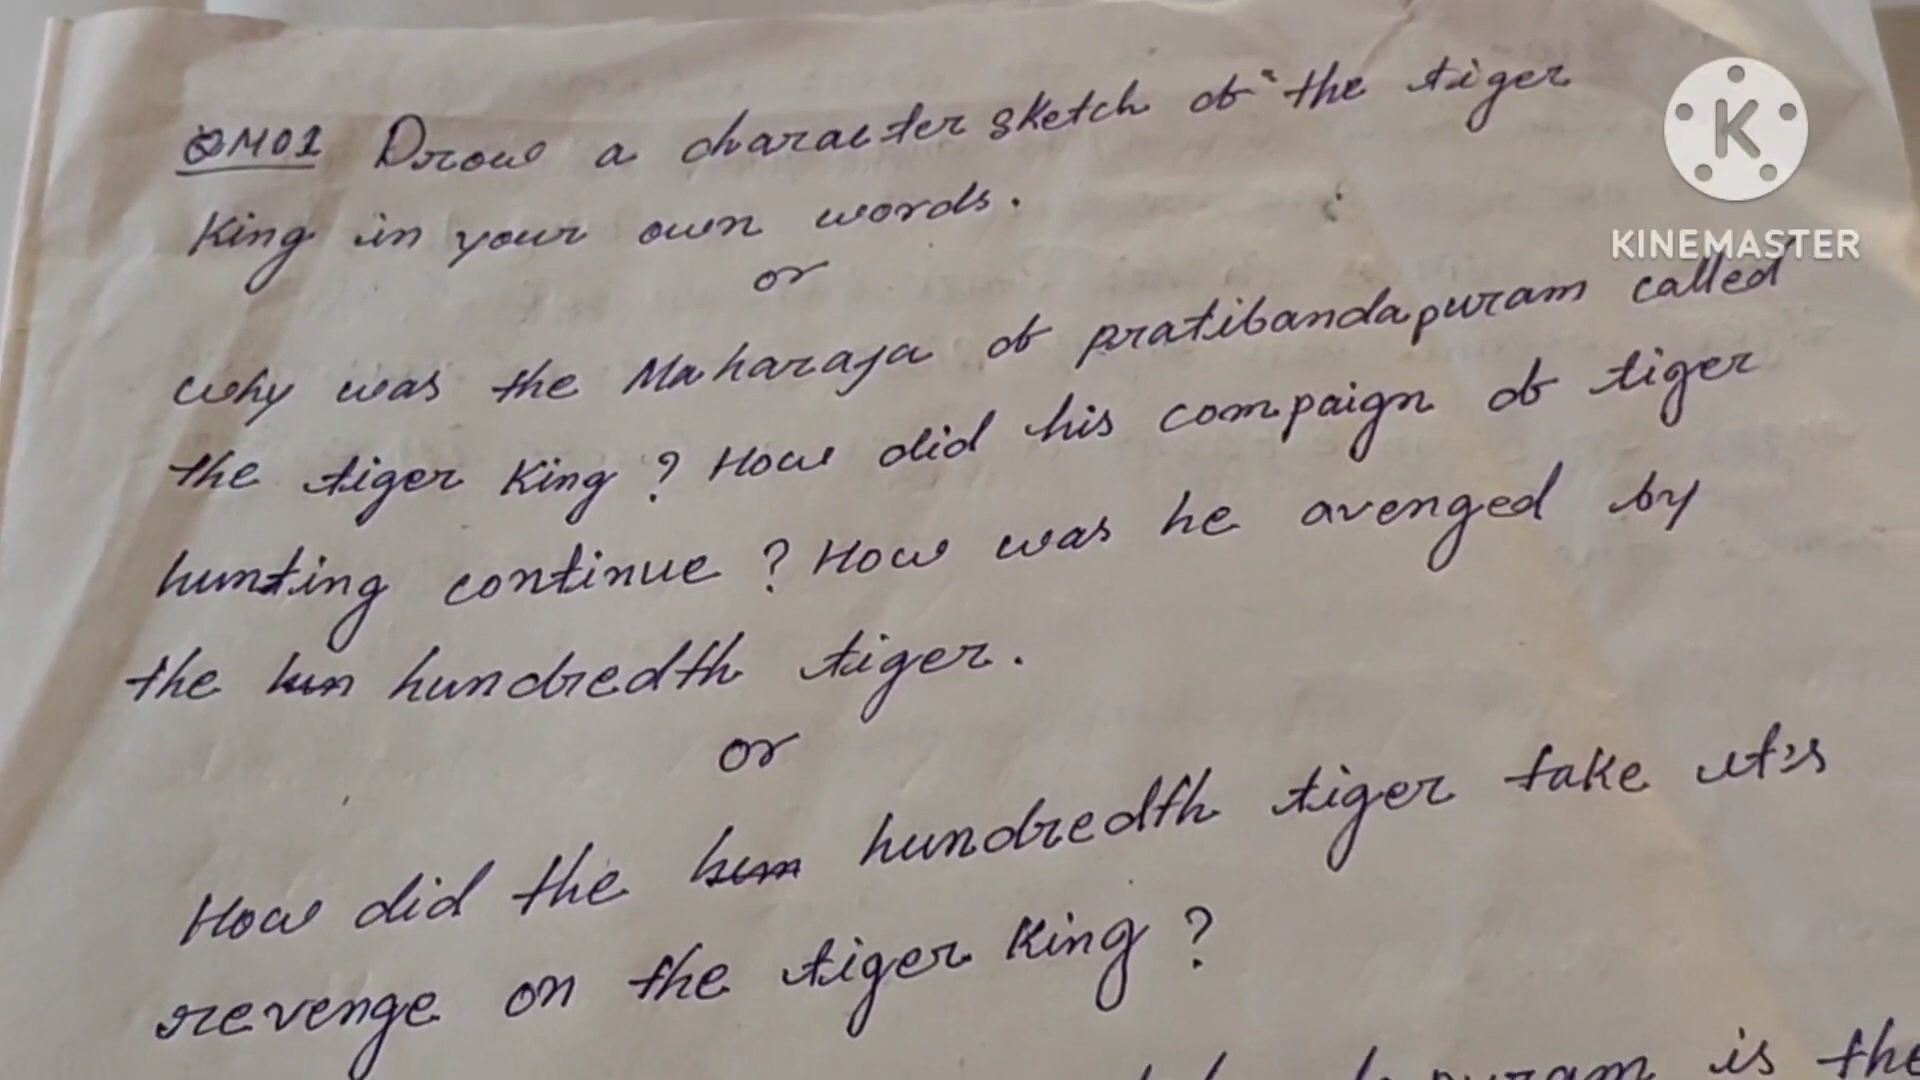 QNO1 Draw a character sketch of the tiger
King in your own words.
or
why was the Maharaja of pratibandapuram called
the tiger King? How did his compaign of tiger
hunting continue? How was he avenged by
the hun hundredth tiger.
or
How did the hun hundredth tiger take it's
revenge on the tiger King?
puram is the
K
KINEMASTER